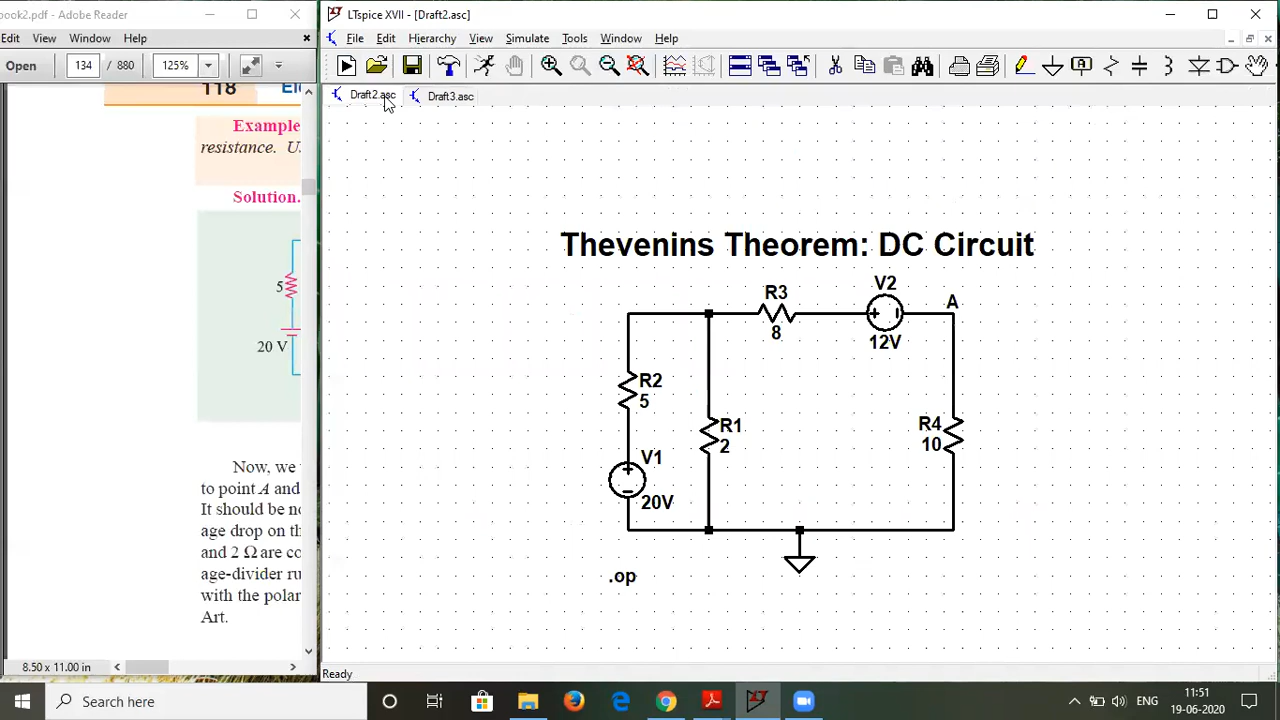 ook2.pdf - Adobe Reader
Edit View Window Help
Open 134 / 880 125%
118
Example
resistance. U
Solution.
5
20 V
Now, we
to point A and
It should be no
age drop on th
and 2 Ω are co
age-divider ru
with the polar
Art.
8.50 x 11.00 in
LTspice XVII - [Draft2.asc]
File Edit Hierarchy View Simulate Tools Window Help
Draft2.asc Draft3.asc
Thevenins Theorem: DC Circuit
R3
8
V2
12V
A
R2
5
R1
2
R4
10
V1
20V
.op
Ready
Search here
ENG
11:51
19-06-2020